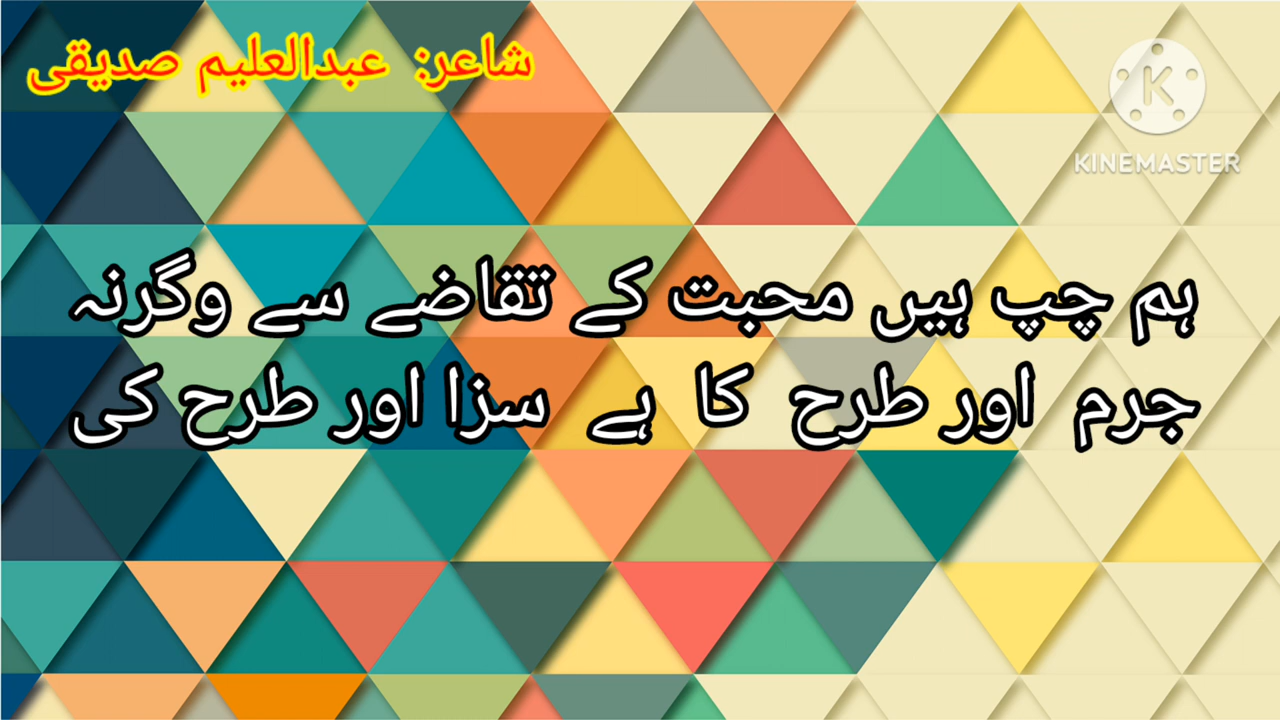 شاعر: عبدالعلیم صدیقی
KINEMASTER
ہم چپ ہیں محبت کے تقاضے سے وگرنہ
جرم اور طرح کا ہے سزا اور طرح کی